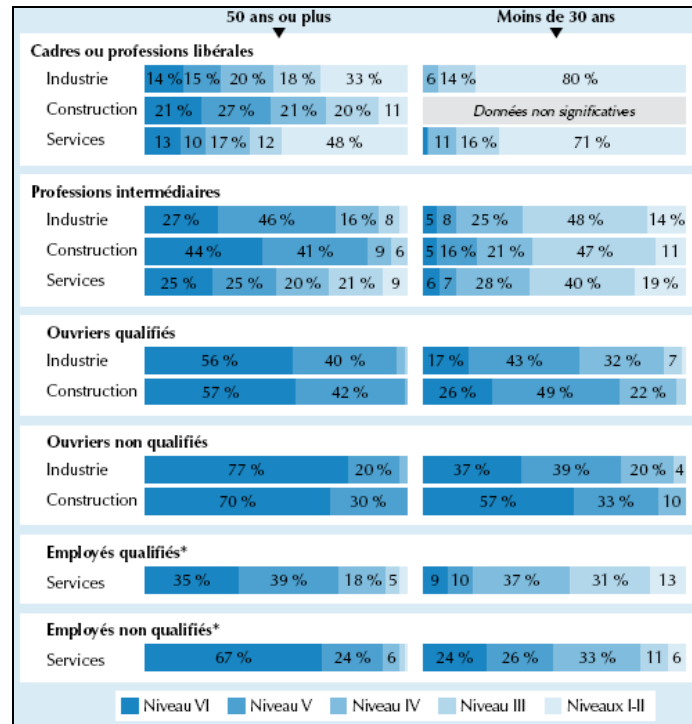 50 ans ou plus Moins de 30 ans
Cadres ou professions libérales
Industrie 14 % 15 % 20 % 18 % 33 % 6 14 % 80 %
Construction 21 % 27 % 21 % 20 % 11 Données non significatives
Services 13 10 17 % 12 48 % 11 16 % 71 %
Professions intermédiaires
Industrie 27 % 46 % 16 % 8 5 8 25 % 48 % 14 %
Construction 44 % 41 % 9 6 5 16 % 21 % 47 % 11
Services 25 % 25 % 20 % 21 % 9 6 7 28 % 40 % 19 %
Ouvriers qualifiés
Industrie 56 % 40 % 17 % 43 % 32 % 7
Construction 57 % 42 % 26 % 49 % 22 %
Ouvriers non qualifiés
Industrie 77 % 20 % 37 % 39 % 20 % 4
Construction 70 % 30 % 57 % 33 % 10
Employés qualifiés*
Services 35 % 39 % 18 % 5 9 10 37 % 31 % 13
Employés non qualifiés*
Services 67 % 24 % 6 24 % 26 % 33 % 11 6
Niveau VI Niveau V Niveau IV Niveau III Niveaux I-II